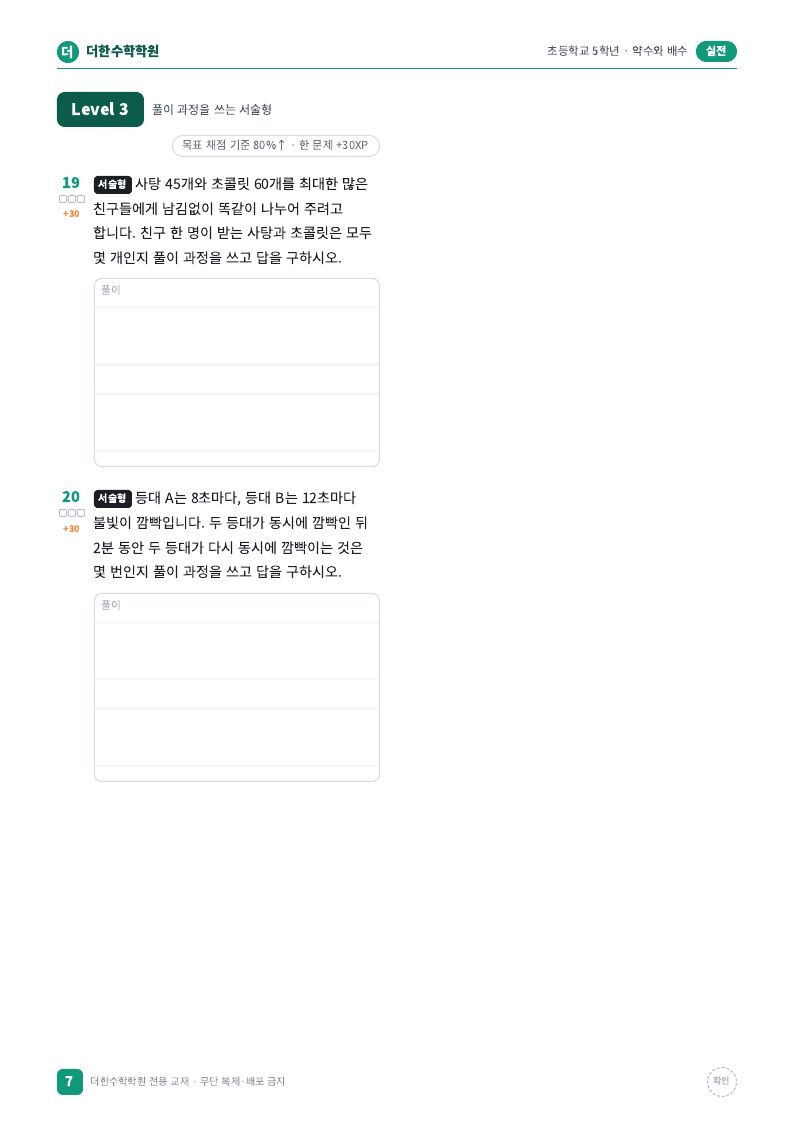 더 더한수학학원
초등학교 5학년 · 약수와 배수 실전
Level 3 풀이 과정을 쓰는 서술형
목표 채점 기준 80%↑ · 한 문제 +30XP
19 서술형 사탕 45개와 초콜릿 60개를 최대한 많은
친구들에게 남김없이 똑같이 나누어 주려고
+30
합니다. 친구 한 명이 받는 사탕과 초콜릿은 모두
몇 개인지 풀이 과정을 쓰고 답을 구하시오.
풀이
20 서술형 등대 A는 8초마다, 등대 B는 12초마다
불빛이 깜빡입니다. 두 등대가 동시에 깜빡인 뒤
+30
2분 동안 두 등대가 다시 동시에 깜빡이는 것은
몇 번인지 풀이 과정을 쓰고 답을 구하시오.
풀이
7 더한수학학원 전용 교재 · 무단 복제·배포 금지
확인